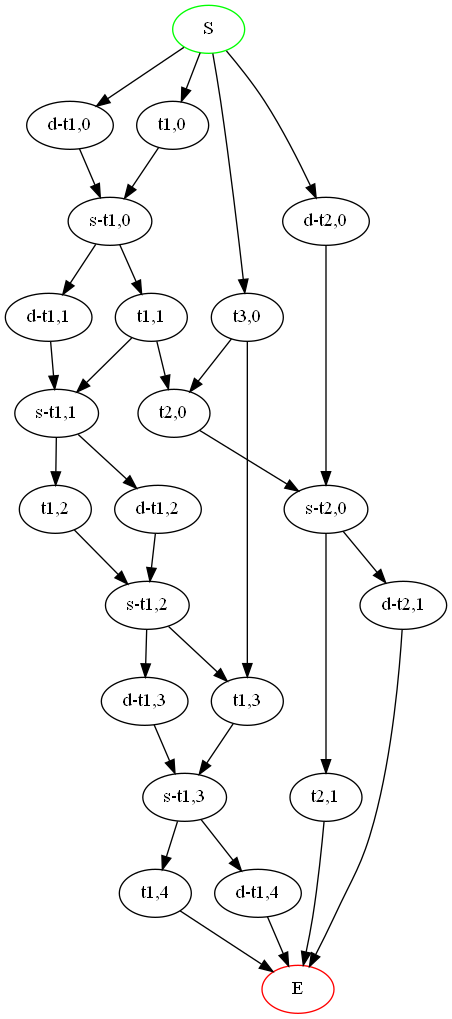 S
d-t1,0
t1,0
s-t1,0
d-t2,0
d-t1,1
t1,1
t3,0
s-t1,1
t2,0
t1,2
d-t1,2
s-t2,0
s-t1,2
d-t2,1
d-t1,3
t1,3
s-t1,3
t2,1
t1,4
d-t1,4
E